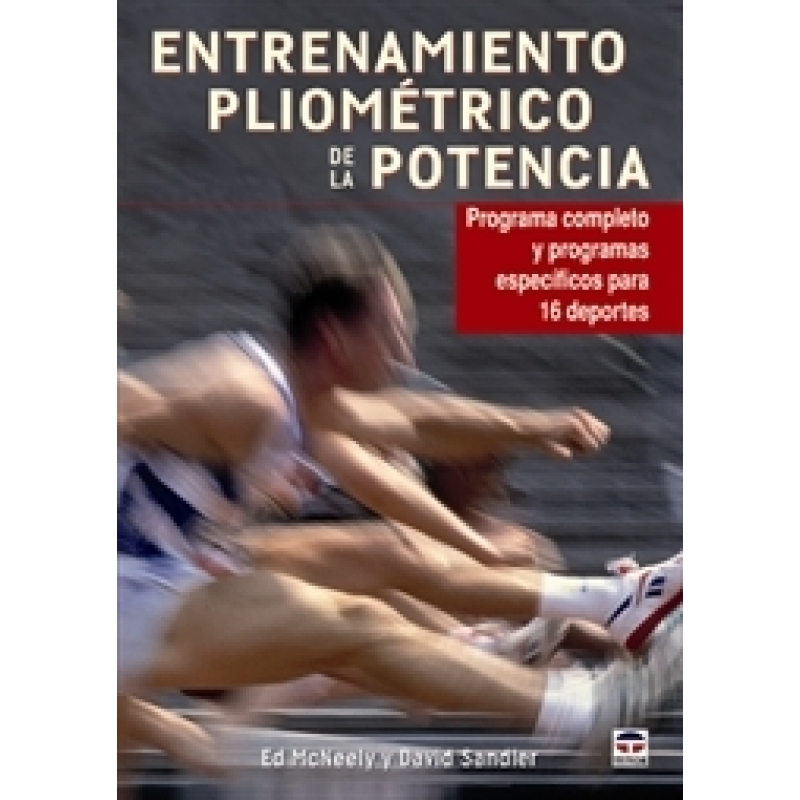 ENTRENAMIENTO
PLIOMÉTRICO
DE LA POTENCIA
Programa completo
y programas
específicos para
16 deportes
Ed McNeely y David Sandler